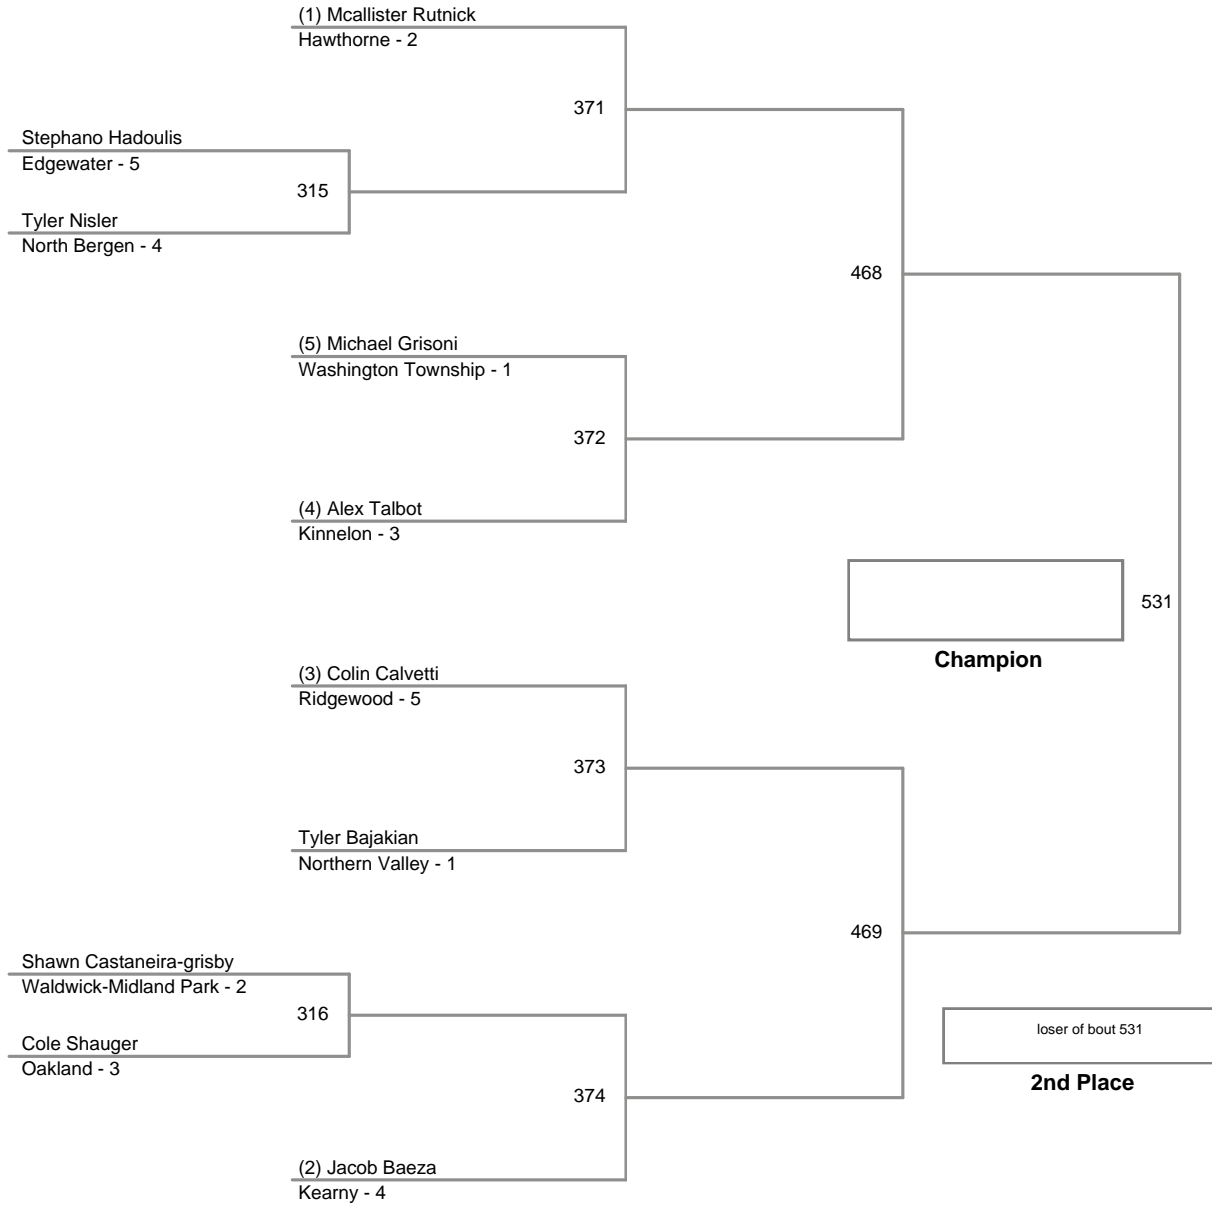 (1) Mcallister Rutnick
Hawthorne - 2
371
Stephano Hadoulis
Edgewater - 5
315
Tyler Nisler
North Bergen - 4
468
(5) Michael Grisoni
Washington Township - 1
372
(4) Alex Talbot
Kinnelon - 3
531
Champion
(3) Colin Calvetti
Ridgewood - 5
373
Tyler Bajakian
Northern Valley - 1
469
Shawn Castaneira-grisby
Waldwick-Midland Park - 2
316
Cole Shauger
Oakland - 3
loser of bout 531
2nd Place
374
(2) Jacob Baeza
Kearny - 4